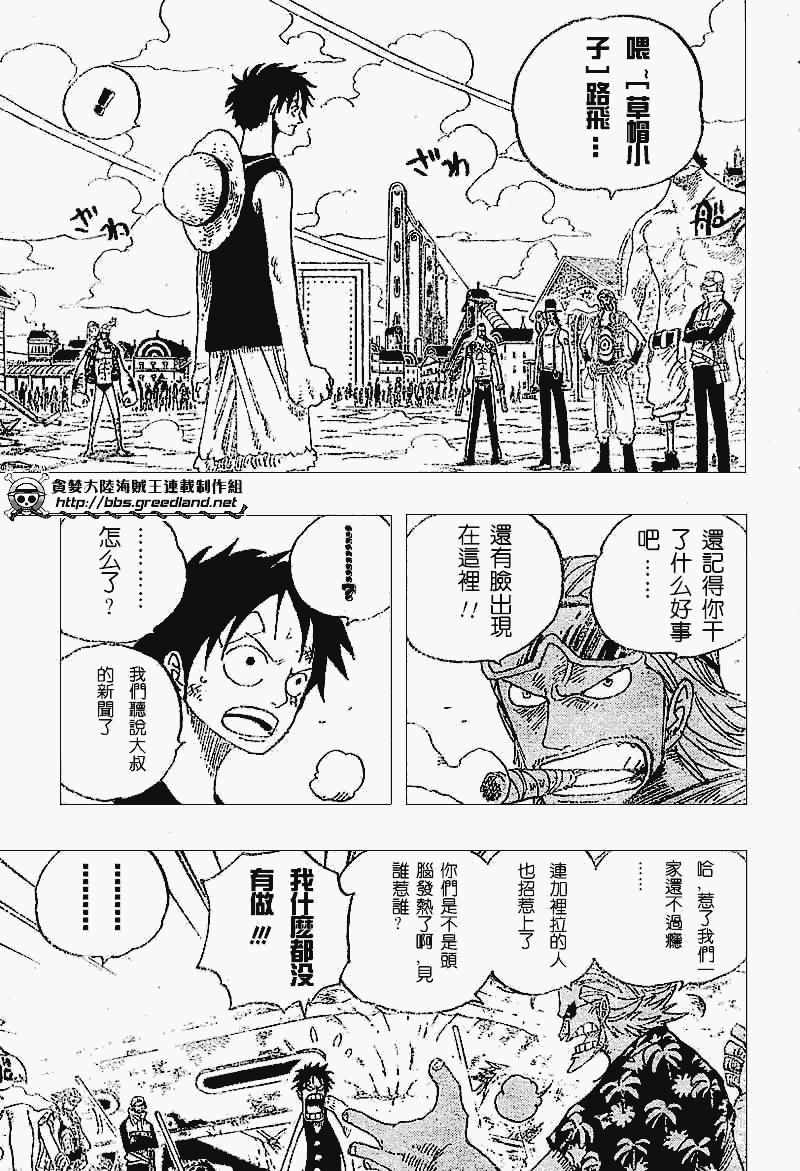 喂~「草帽小
子」路飛…
!
ざわ
ざわ
貪婪大陸海賊王連載制作組
http://bbs.greedland.net
還記得你干
了什么好事
吧……
還有臉出現
在這裡!!
………?
………
怎么了?
我們聽說大叔
的新聞了
哈,惹了我們一
家還不過癮
……
連加裡拉的人
也招惹上了
你們是不是頭
腦發熱了啊,見
誰惹誰?
我什麼都没
有做!!!
………
………